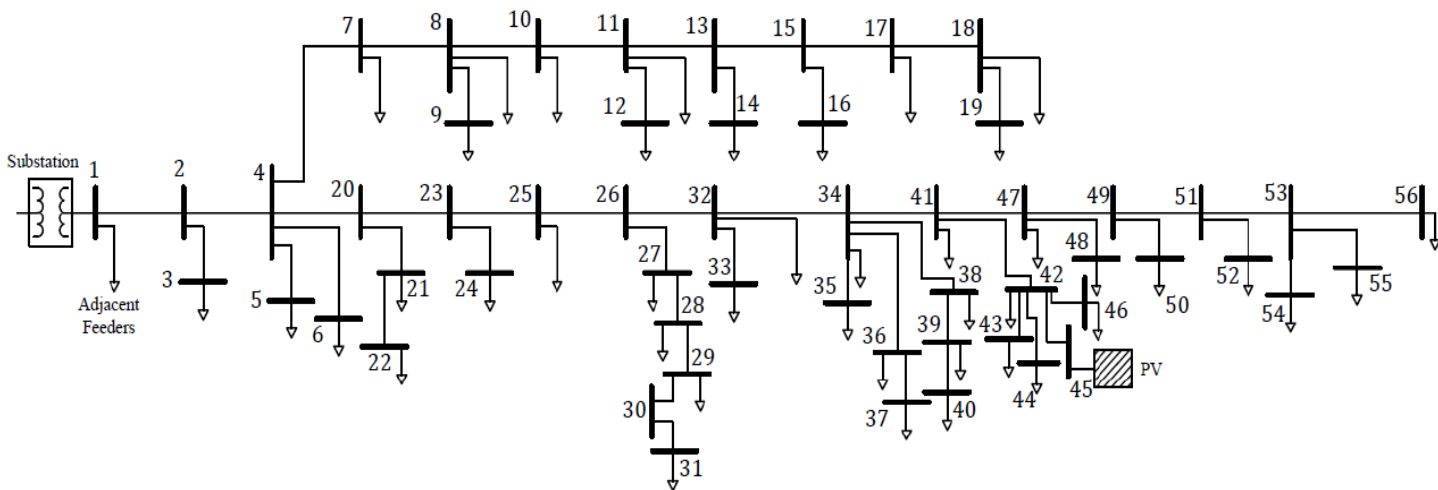 7 8 10 11 13 15 17 18
9 12 14 16 19
Substation
1 2 4 20 23 25 26 32 34 41 47 49 51 53 56
Adjacent
Feeders
3 5 6 21 24 27 33 35 38 42 48 50 52 54 55
22 28 36 39 43 44 45 46 PV
29 30 37 40
31